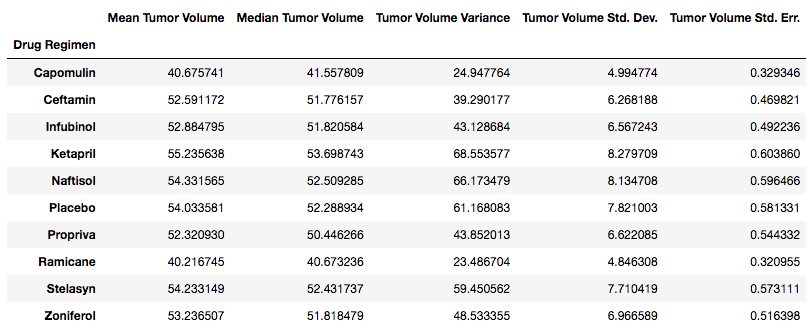 Mean Tumor Volume Median Tumor Volume Tumor Volume Variance Tumor Volume Std. Dev. Tumor Volume Std. Err.
Drug Regimen
Capomulin 40.675741 41.557809 24.947764 4.994774 0.329346
Ceftamin 52.591172 51.776157 39.290177 6.268188 0.469821
Infubinol 52.884795 51.820584 43.128684 6.567243 0.492236
Ketapril 55.235638 53.698743 68.553577 8.279709 0.603860
Naftisol 54.331565 52.509285 66.173479 8.134708 0.596466
Placebo 54.033581 52.288934 61.168083 7.821003 0.581331
Propriva 52.320930 50.446266 43.852013 6.622085 0.544332
Ramicane 40.216745 40.673236 23.486704 4.846308 0.320955
Stelasyn 54.233149 52.431737 59.450562 7.710419 0.573111
Zoniferol 53.236507 51.818479 48.533355 6.966589 0.516398